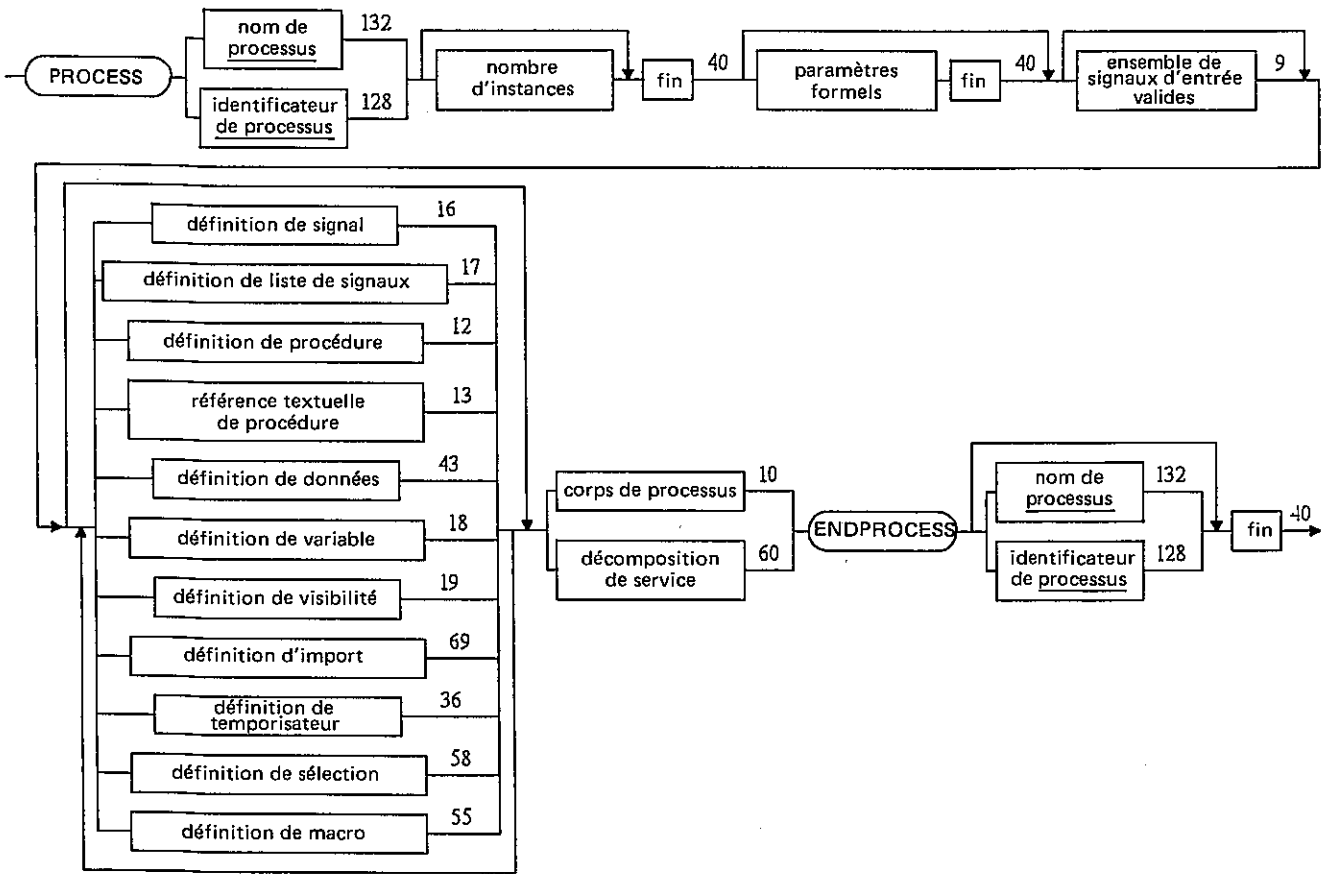 PROCESS
nom de
processus
132
identificateur
de processus
128
nombre
d'instances
fin
40
paramètres
formels
fin
40
ensemble de
signaux d'entrée
valides
9
définition de signal
16
définition de liste de signaux
17
définition de procédure
12
référence textuelle
de procédure
13
définition de données
43
définition de variable
18
définition de visibilité
19
définition d'import
69
définition de
temporisateur
36
définition de sélection
58
définition de macro
55
corps de processus
10
décomposition
de service
60
ENDPROCESS
nom de
processus
132
identificateur
de processus
128
fin
40